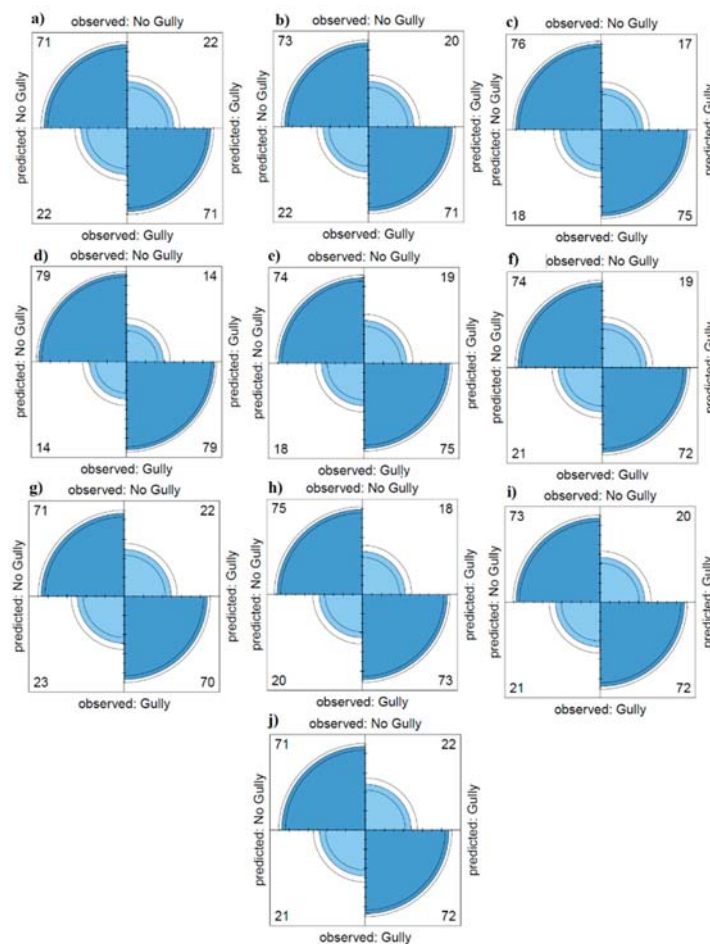 a)
observed: No Gully
71
22
predicted: No Gully
predicted: Gully
22
71
observed: Gully
b)
observed: No Gully
73
20
predicted: No Gully
predicted: Gully
22
71
observed: Gully
c)
observed: No Gully
76
17
predicted: No Gully
predicted: Gully
18
75
observed: Gully
d)
observed: No Gully
79
14
predicted: No Gully
predicted: Gully
14
79
observed: Gully
e)
observed: No Gully
74
19
predicted: No Gully
predicted: Gully
18
75
observed: Gully
f)
observed: No Gully
74
19
predicted: No Gully
predicted: Gully
21
72
observed: Gully
g)
observed: No Gully
71
22
predicted: No Gully
predicted: Gully
23
70
observed: Gully
h)
observed: No Gully
75
18
predicted: No Gully
predicted: Gully
20
73
observed: Gully
i)
observed: No Gully
73
20
predicted: No Gully
predicted: Gully
21
72
observed: Gully
j)
observed: No Gully
71
22
predicted: No Gully
predicted: Gully
21
72
observed: Gully